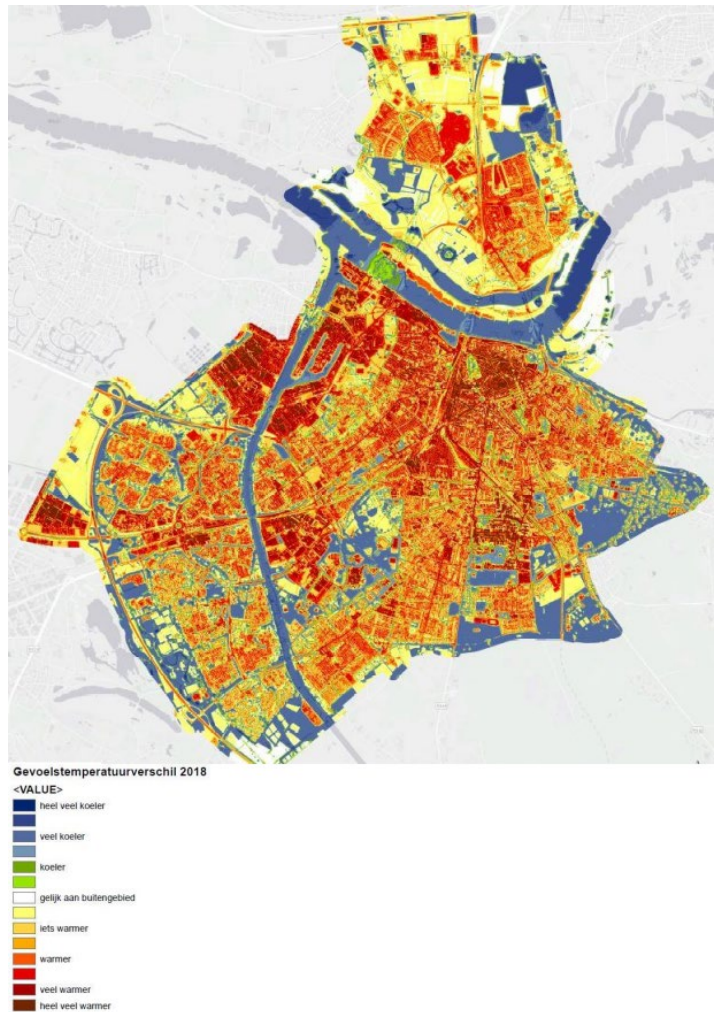 Gevoelstemperatuurverschil 2018
<VALUE>
heel veel koeler
veel koeler
koeler
gelijk aan buitengebied
iets warmer
warmer
veel warmer
heel veel warmer